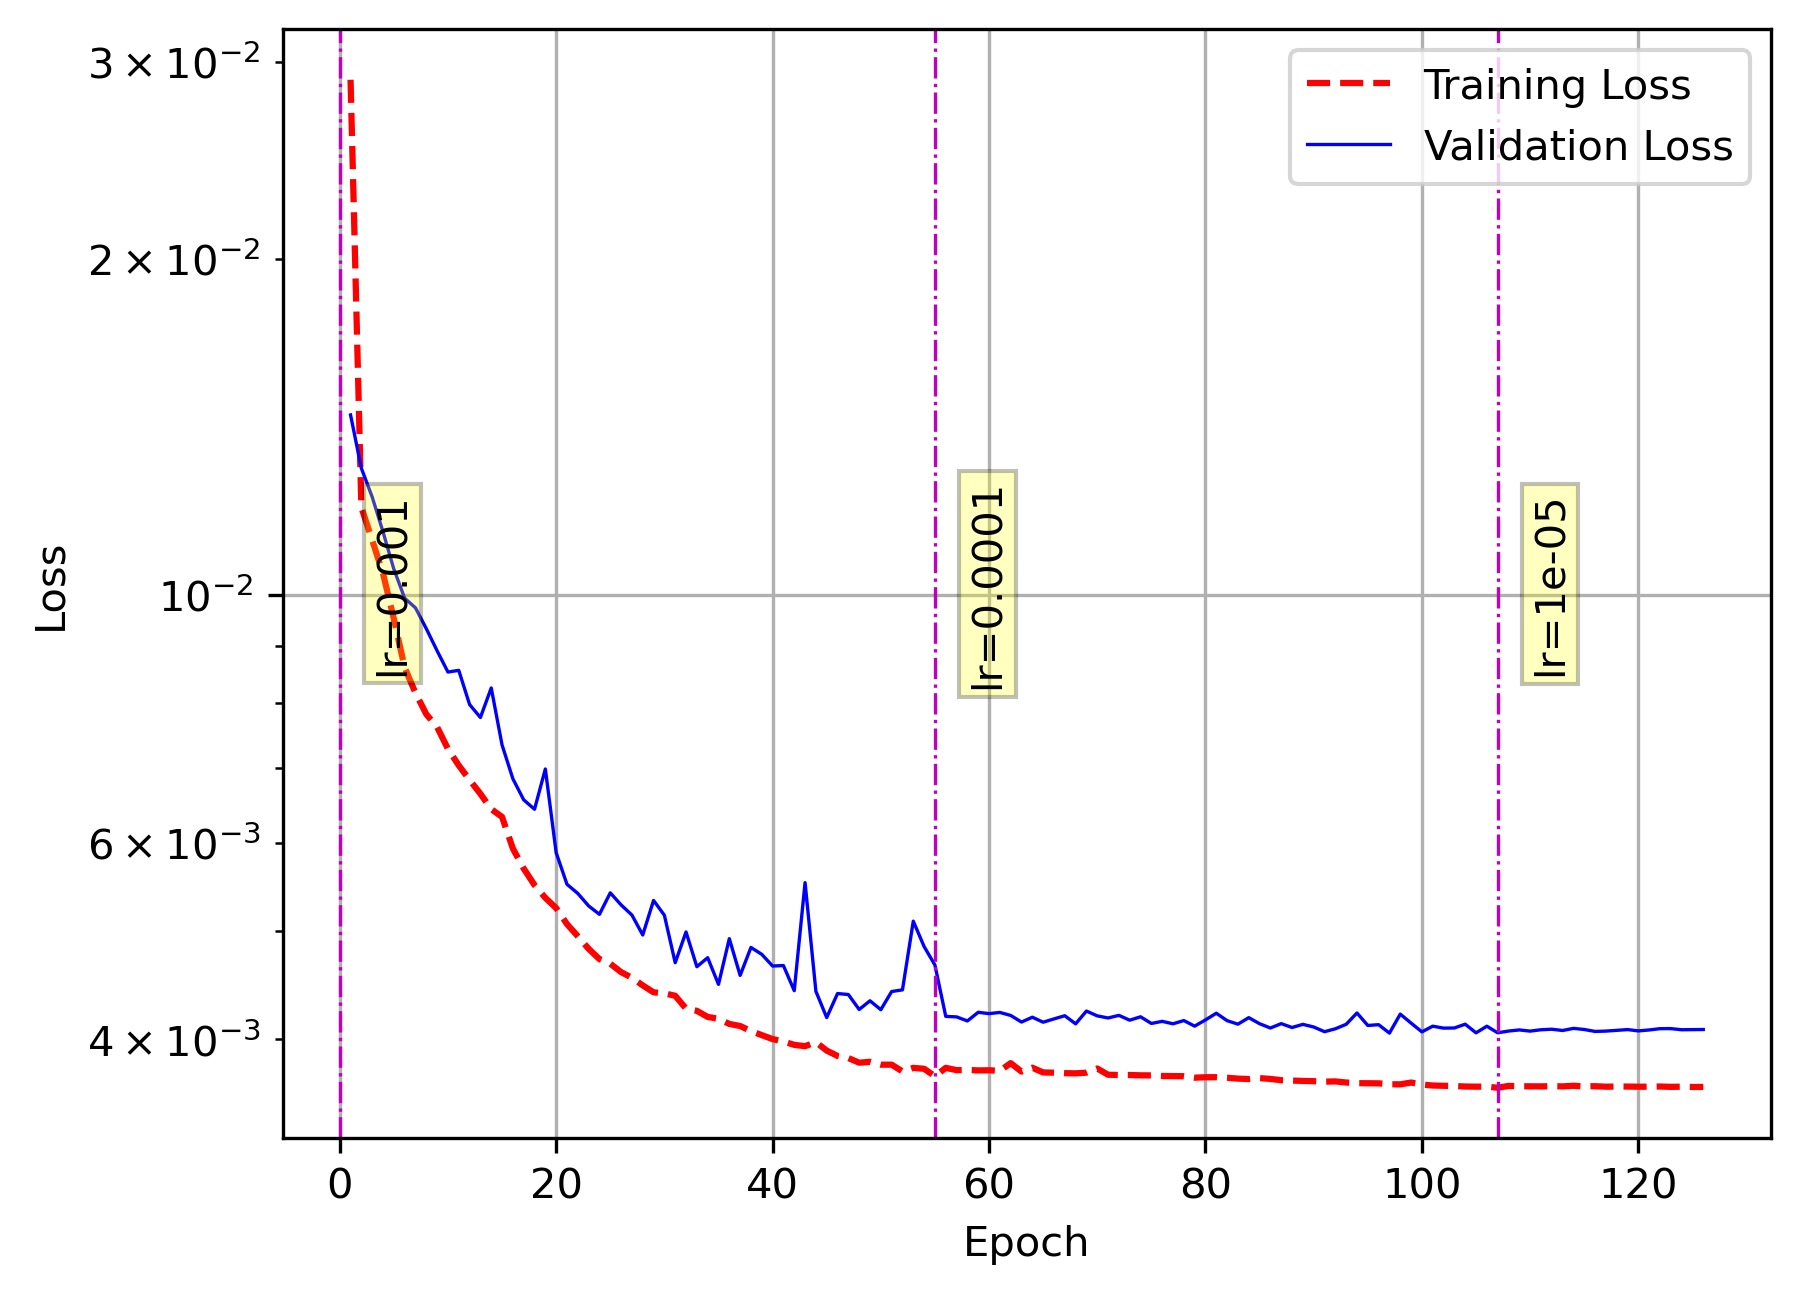 3 × 10⁻²
2 × 10⁻²
10⁻²
6 × 10⁻³
4 × 10⁻³
Loss
Training Loss
Validation Loss
lr=0.001
lr=0.0001
lr=1e-05
0 20 40 60 80 100 120
Epoch